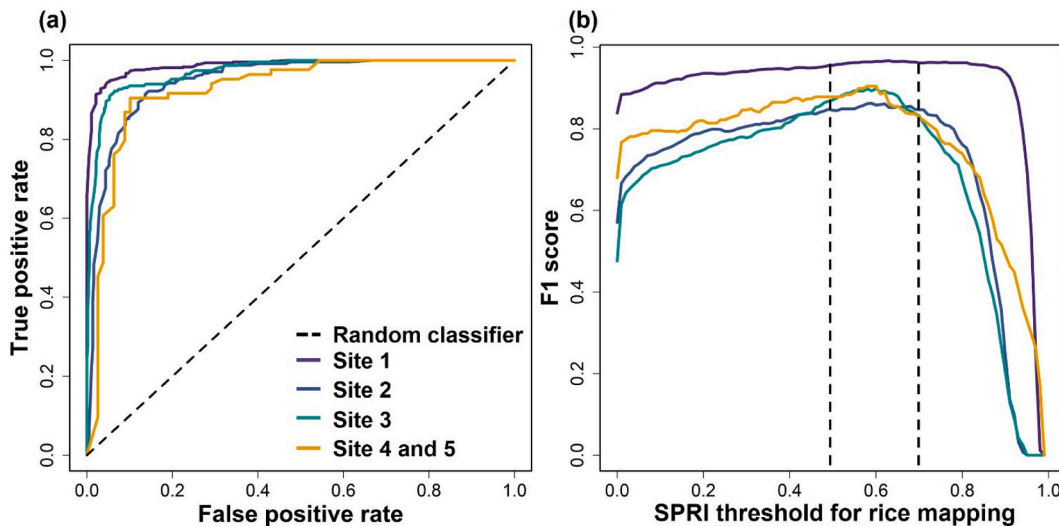 (a)
True positive rate
1.0
0.8
0.6
0.4
0.2
0.0
Random classifier
Site 1
Site 2
Site 3
Site 4 and 5
0.0 0.2 0.4 0.6 0.8 1.0
False positive rate
(b)
F1 score
1.0
0.8
0.6
0.4
0.2
0.0
0.0 0.2 0.4 0.6 0.8 1.0
SPRI threshold for rice mapping